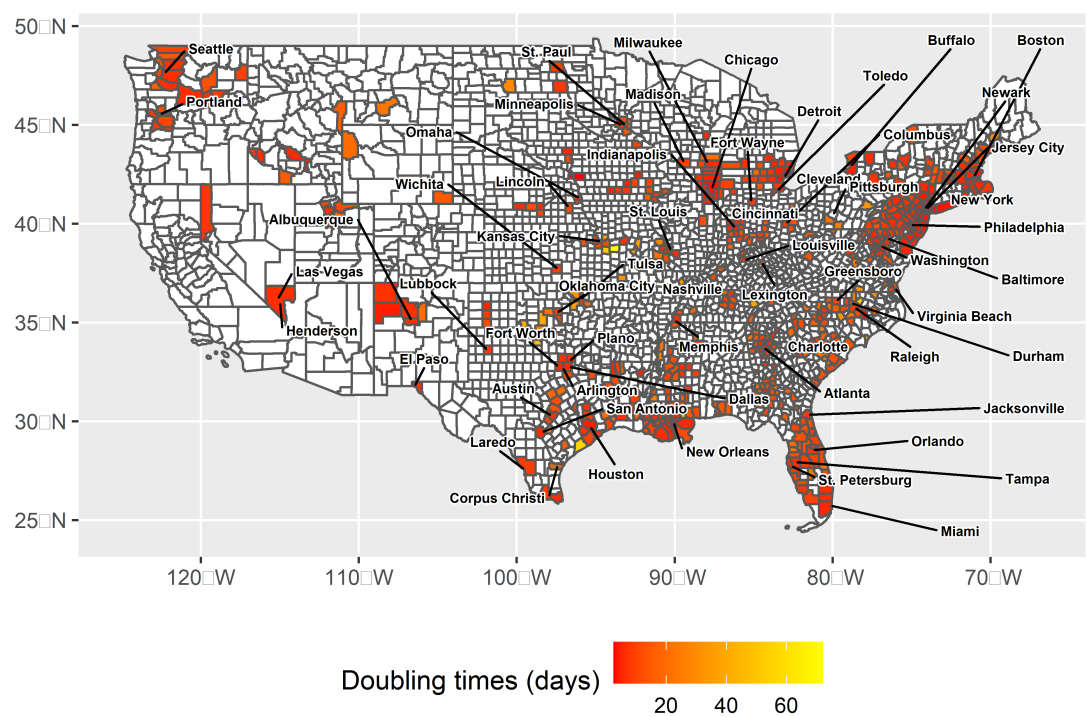 50□N
45□N
40□N
35□N
30□N
25□N
Seattle
Portland
St. Paul
Milwaukee
Chicago
Buffalo
Boston
Toledo
Newark
Minneapolis
Madison
Detroit
Omaha
Fort Wayne
Columbus
Jersey City
Indianapolis
Wichita
Lincoln
Cleveland
Pittsburgh
New York
Albuquerque
St. Louis
Cincinnati
Philadelphia
Kansas City
Louisville
Washington
Las Vegas
Lubbock
Tulsa
Oklahoma City
Nashville
Lexington
Greensboro
Baltimore
Henderson
Fort Worth
Plano
Memphis
Charlotte
Virginia Beach
Raleigh
Durham
El Paso
Austin
Arlington
San Antonio
Dallas
Atlanta
Jacksonville
Laredo
Houston
New Orleans
Orlando
Corpus Christi
St. Petersburg
Tampa
Miami
120□W
110□W
100□W
90□W
80□W
70□W
Doubling times (days)
20
40
60